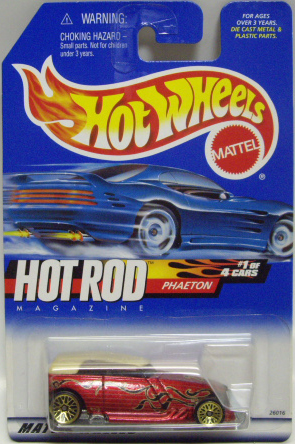 WARNING:
CHOKING HAZARD –
Small parts. Not for children
under 3 years.
FOR AGES
OVER 3 YEARS.
DIE CAST METAL &
PLASTIC PARTS.
HOT WHEELS
MATTEL
®
HOT ROD
MAGAZINE
PHAETON
#1 OF
4 CARS